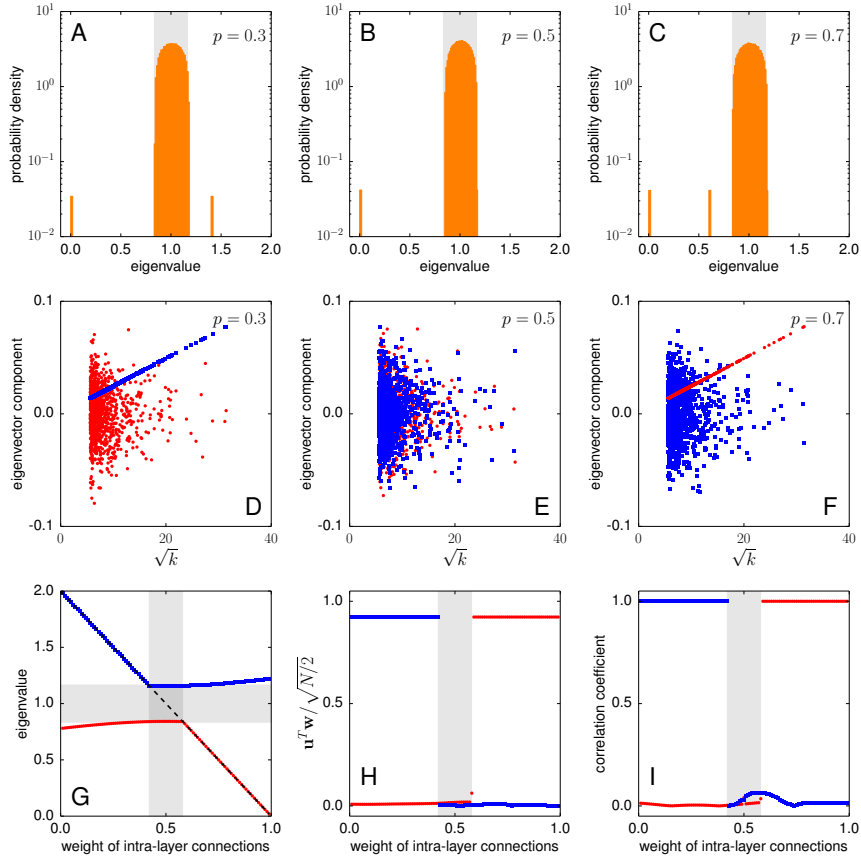 A
p = 0.3
probability density
10^1
10^0
10^-1
10^-2
0.0 0.5 1.0 1.5 2.0
eigenvalue
B
p = 0.5
probability density
10^1
10^0
10^-1
10^-2
0.0 0.5 1.0 1.5 2.0
eigenvalue
C
p = 0.7
probability density
10^1
10^0
10^-1
10^-2
0.0 0.5 1.0 1.5 2.0
eigenvalue
D
p = 0.3
eigenvector component
0.1
0.0
-0.1
0 20 40
√k
E
p = 0.5
eigenvector component
0.1
0.0
-0.1
0 20 40
√k
F
p = 0.7
eigenvector component
0.1
0.0
-0.1
0 20 40
√k
G
eigenvalue
2.0
1.5
1.0
0.5
0.0
0.0 0.5 1.0
weight of intra-layer connections
H
u^T w/√N/2
1.0
0.5
0.0
0.0 0.5 1.0
weight of intra-layer connections
I
correlation coefficient
1.0
0.5
0.0
0.0 0.5 1.0
weight of intra-layer connections